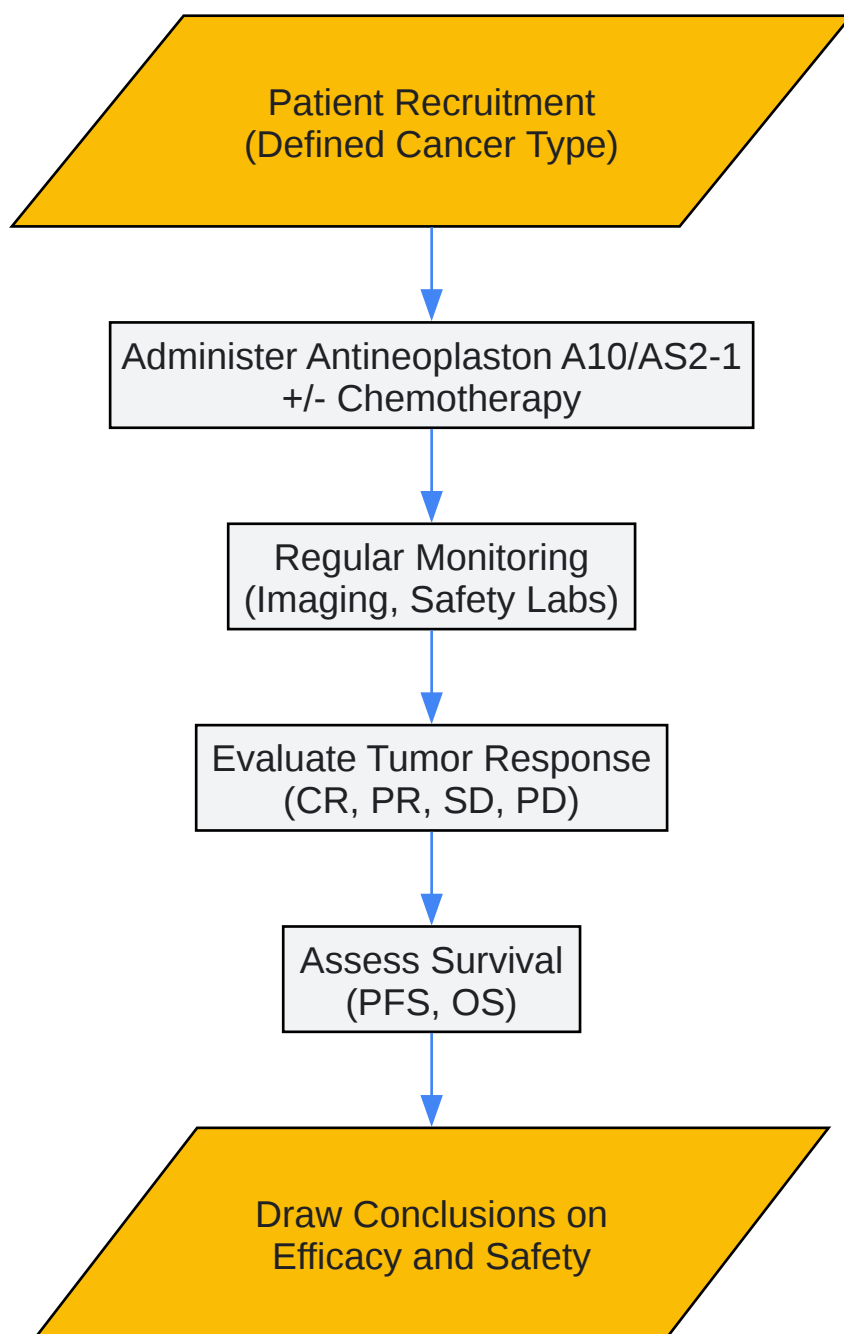 Patient Recruitment
(Defined Cancer Type)
Administer Antineoplaston A10/AS2-1
+/- Chemotherapy
Regular Monitoring
(Imaging, Safety Labs)
Evaluate Tumor Response
(CR, PR, SD, PD)
Assess Survival
(PFS, OS)
Draw Conclusions on
Efficacy and Safety